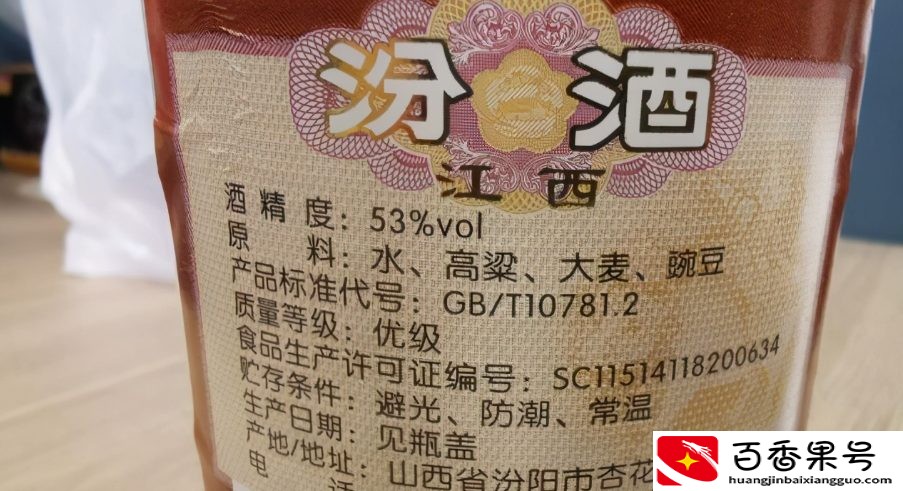 汾酒
江西
酒精度：53%vol
原料：水、高粱、大麦、豌豆
产品标准代号：GB/T10781.2
质量等级：优级
食品生产许可证编号：SC11514118200634
贮存条件：避光、防潮、常温
生产日期：见瓶盖
产地/地址：山西省汾阳市杏花
电
百香果号
huangjinbaixiangguo.com